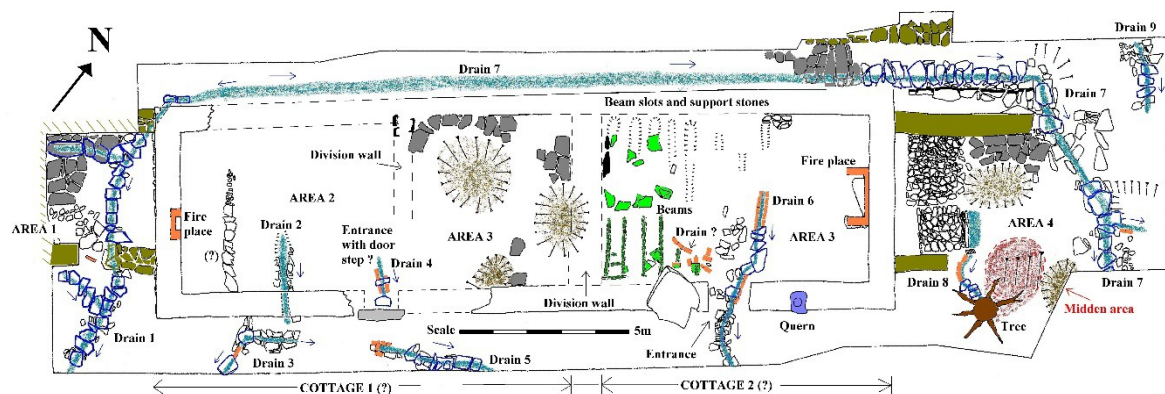 N
Drain 9
Drain 7
Drain 7
Beam slots and support stones
Division wall
Fire place
AREA 1
Fire
place
AREA 2
(?)
Drain 2
Entrance
with door
step ?
Drain 4
AREA 3
Beams
Drain ?
Drain 6
AREA 3
AREA 4
Drain 8
Drain 7
Midden area
Tree
Division wall
Quern
Entrance
Scale
5m
Drain 1
Drain 3
Drain 5
COTTAGE 1 (?)
COTTAGE 2 (?)